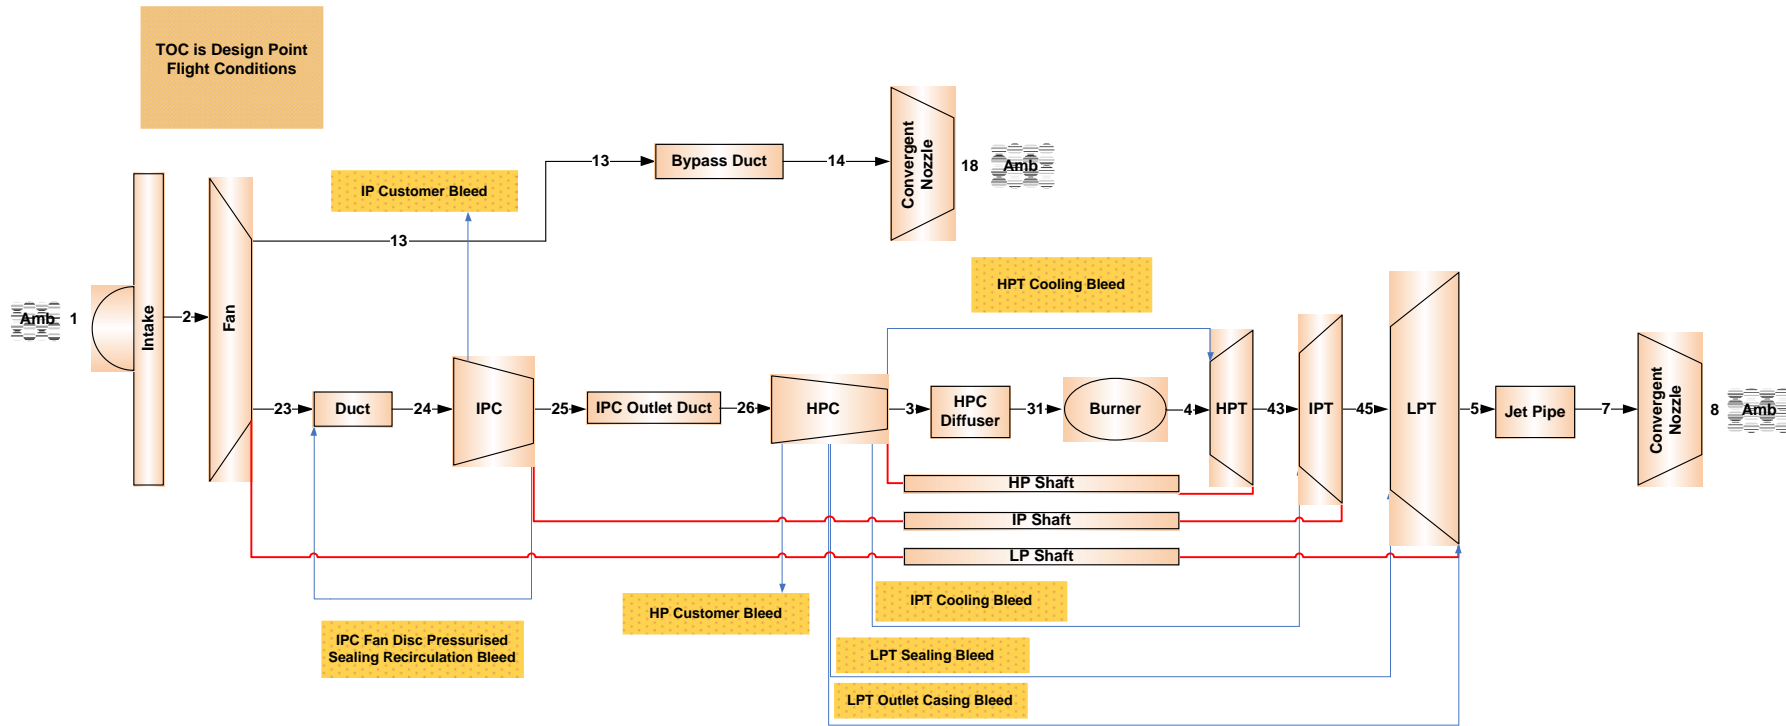 TOC is Design Point
Flight Conditions
Convergent
Nozzle
13
Bypass Duct
14
18
Amb
IP Customer Bleed
13
HPT Cooling Bleed
Amb
1
Intake
2
Fan
23
Duct
24
IPC
25
IPC Outlet Duct
26
HPC
3
HPC
Diffuser
31
Burner
4
HPT
43
IPT
45
LPT
5
Jet Pipe
7
Convergent
Nozzle
8
Amb
HP Shaft
IP Shaft
LP Shaft
HP Customer Bleed
IPT Cooling Bleed
IPC Fan Disc Pressurised
Sealing Recirculation Bleed
LPT Sealing Bleed
LPT Outlet Casing Bleed